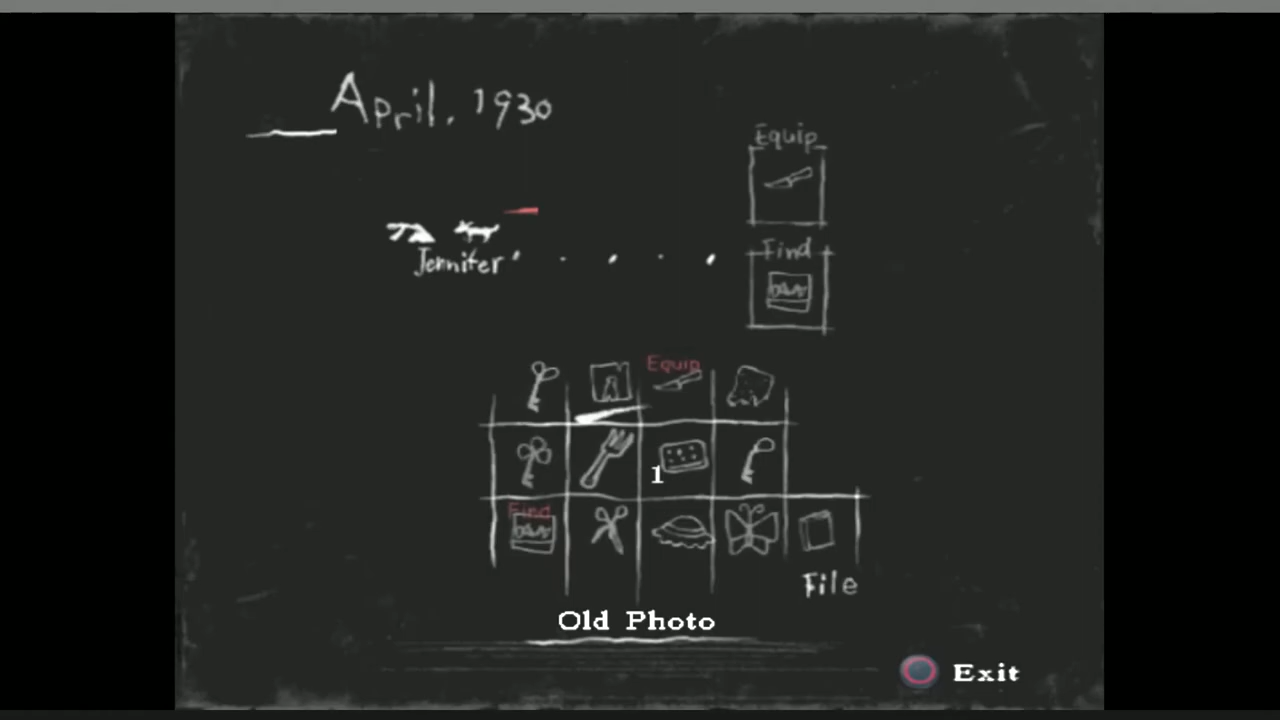 April. 1930
Equip
Find
Jennifer
Equip
1
Find
File
Old Photo
Exit